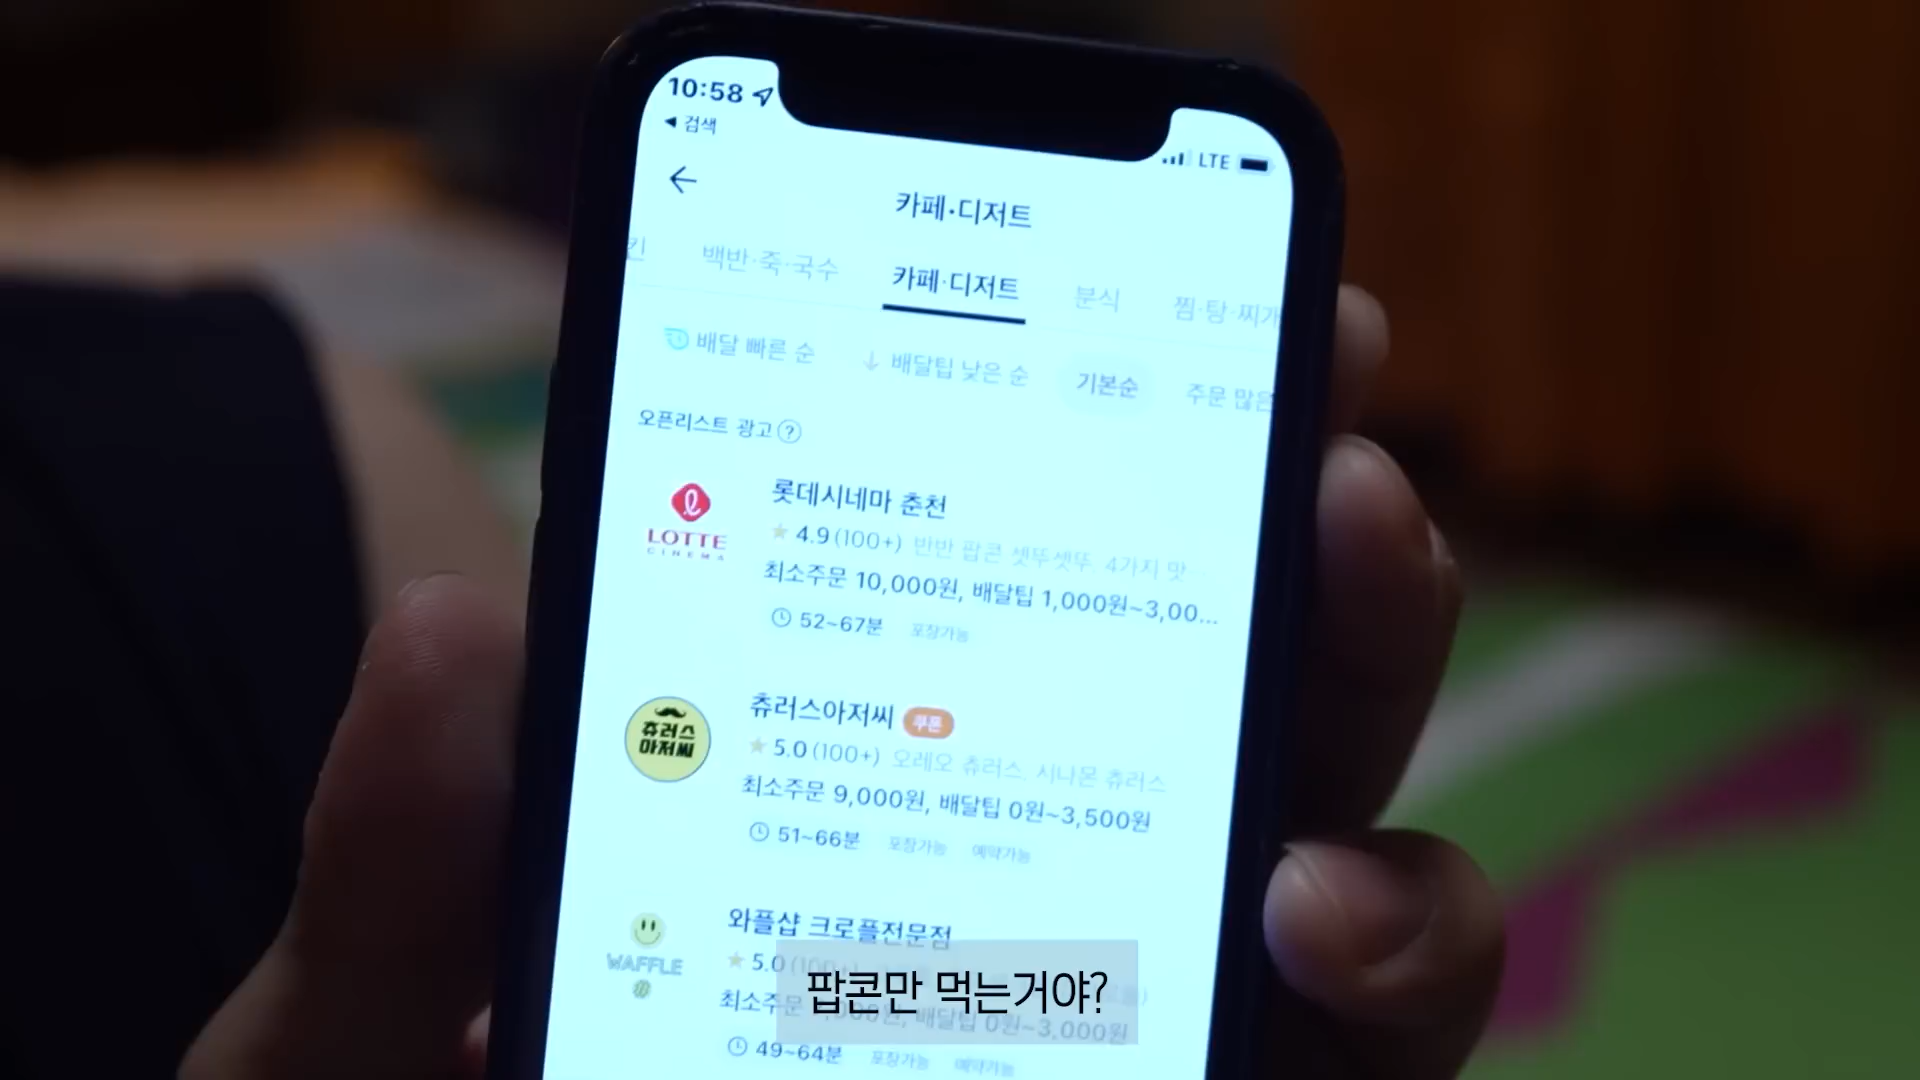 10:58
LTE
◀ 검색
카페·디저트
킨 백반·죽·국수 카페·디저트 분식 찜·탕·찌개
배달 빠른 순 ↓ 배달팁 낮은 순 기본순 주문 많은
오픈리스트 광고 ?
LOTTE
CINEMA
롯데시네마 춘천
★ 4.9(100+) 반반 팝콘 셋뚜셋뚜, 4가지 맛…
최소주문 10,000원, 배달팁 1,000원~3,00...
52~67분 포장가능
츄러스
아저씨
츄러스아저씨 쿠폰
★ 5.0(100+) 오레오 츄러스, 시나몬 츄러스
최소주문 9,000원, 배달팁 0원~3,500원
51~66분 포장가능 예약가능
WAFFLE
와플샵 크로플전문점
★ 5.0(100+)
최소주문 ,000원, 배달팁 0원~3,000원
49~64분 포장가능 예약가능
팝콘만 먹는거야?